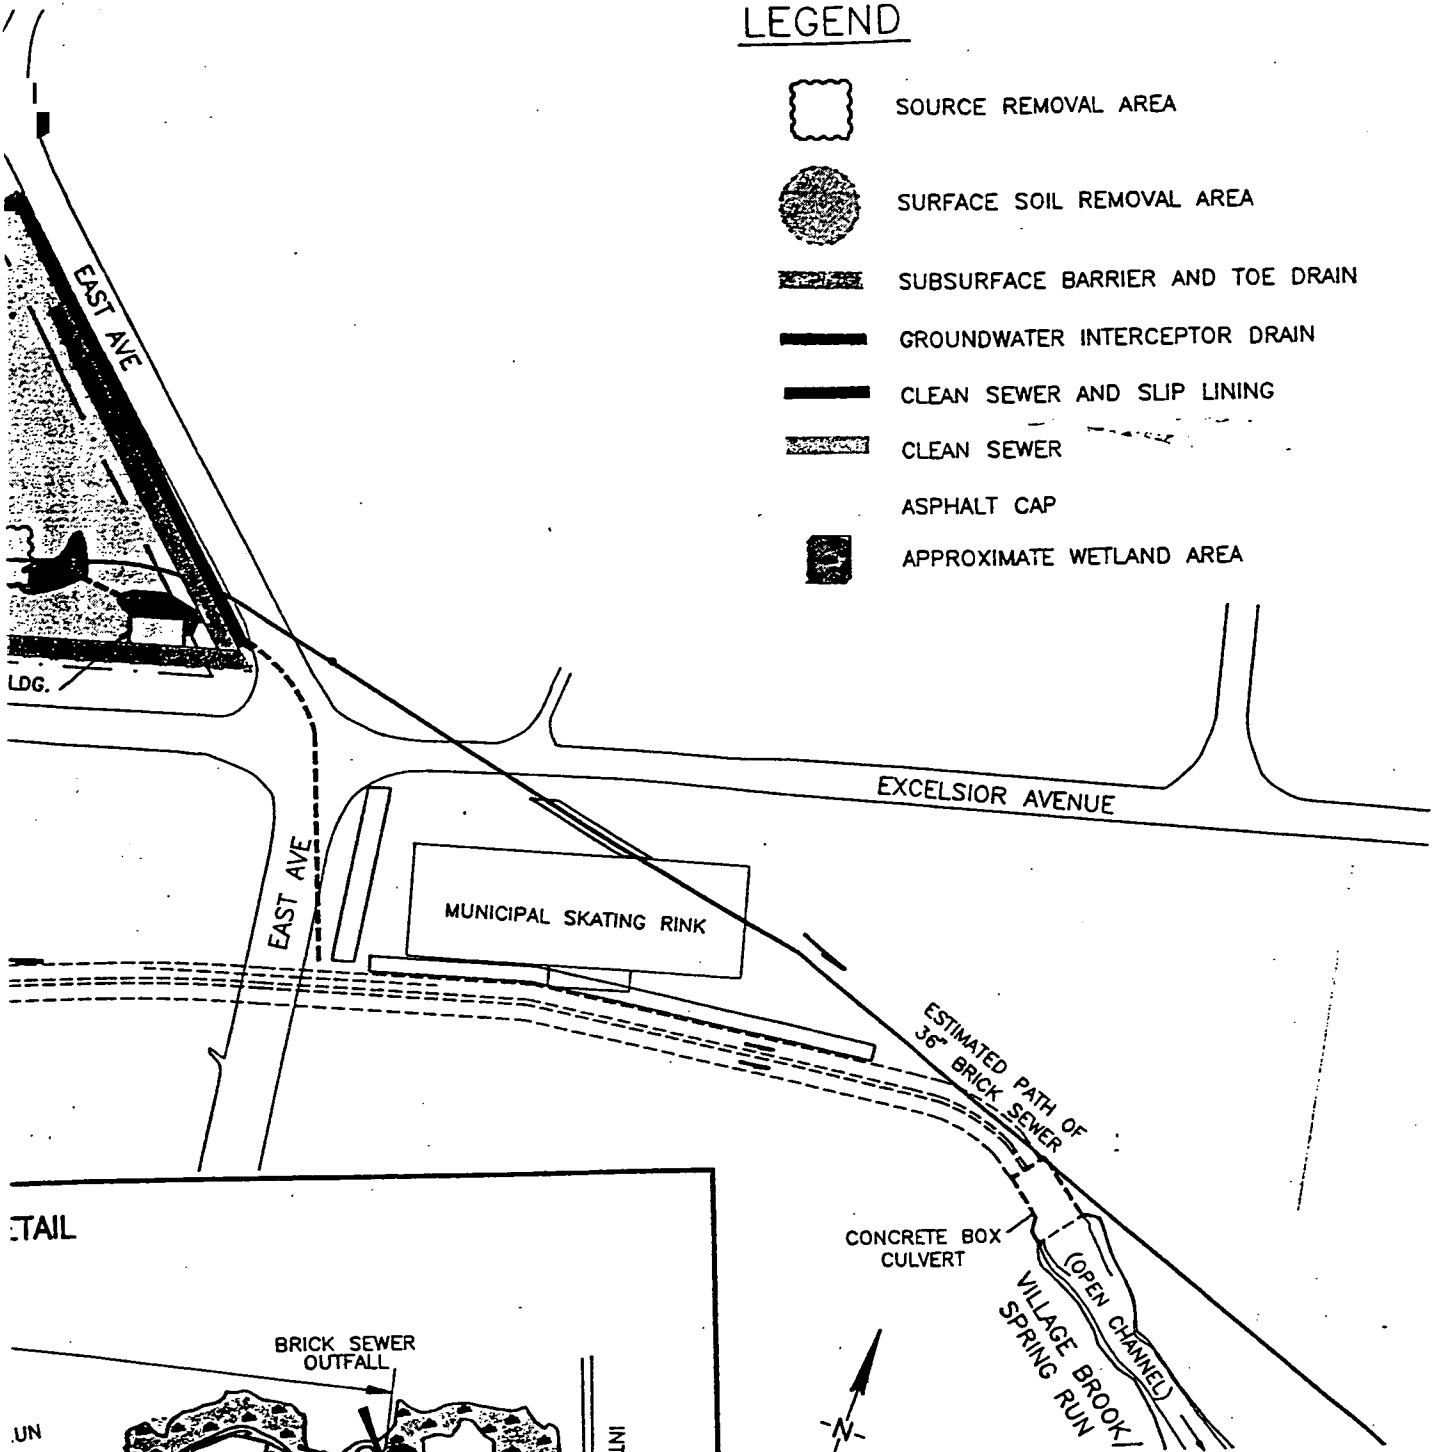 LEGEND
SOURCE REMOVAL AREA
SURFACE SOIL REMOVAL AREA
SUBSURFACE BARRIER AND TOE DRAIN
GROUNDWATER INTERCEPTOR DRAIN
CLEAN SEWER AND SLIP LINING
CLEAN SEWER
ASPHALT CAP
APPROXIMATE WETLAND AREA
EAST AVE
LDG.
EXCELSIOR AVENUE
EAST AVE
MUNICIPAL SKATING RINK
ESTIMATED PATH OF
36" BRICK SEWER
CONCRETE BOX
CULVERT
(OPEN CHANNEL)
VILLAGE BROOK/
SPRING RUN
TAIL
BRICK SEWER
OUTFALL
UN
INT
-N-